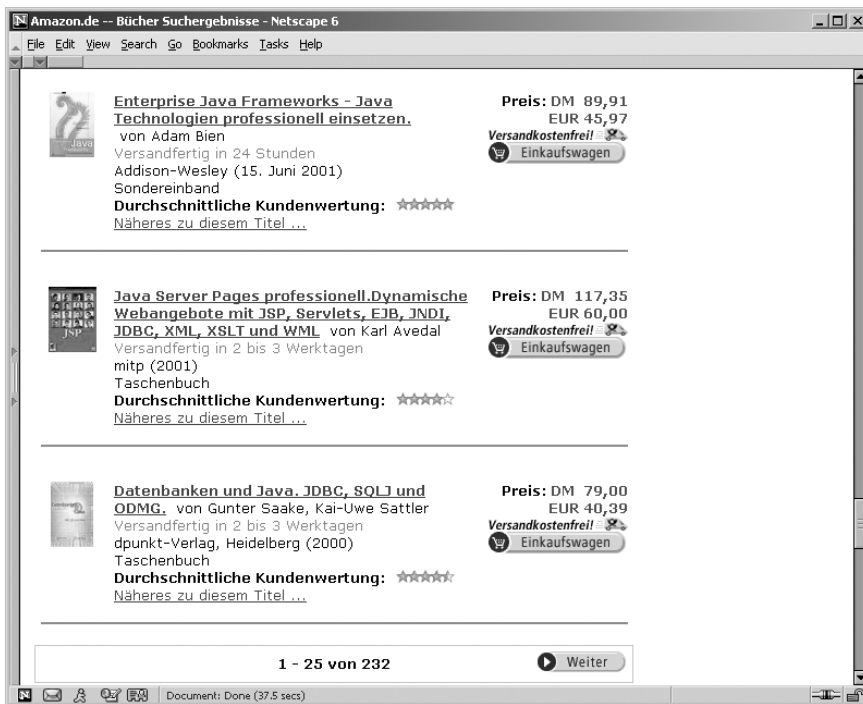 Amazon.de -- Bücher Suchergebnisse - Netscape 6
File Edit View Search Go Bookmarks Tasks Help
Enterprise Java Frameworks - Java
Technologien professionell einsetzen.
von Adam Bien
Versandfertig in 24 Stunden
Addison-Wesley (15. Juni 2001)
Sondereinband
Durchschnittliche Kundenwertung:
Näheres zu diesem Titel ...
Preis: DM 89,91
EUR 45,97
Versandkostenfrei!
Einkaufswagen
Java
Java Server Pages professionell.Dynamische
Webangebote mit JSP, Servlets, EJB, JNDI,
JDBC, XML, XSLT und WML von Karl Avedal
Versandfertig in 2 bis 3 Werktagen
mitp (2001)
Taschenbuch
Durchschnittliche Kundenwertung:
Näheres zu diesem Titel ...
Preis: DM 117,35
EUR 60,00
Versandkostenfrei!
Einkaufswagen
JSP
Datenbanken und Java. JDBC, SQLJ und
ODMG. von Gunter Saake, Kai-Uwe Sattler
Versandfertig in 2 bis 3 Werktagen
dpunkt-Verlag, Heidelberg (2000)
Taschenbuch
Durchschnittliche Kundenwertung:
Näheres zu diesem Titel ...
Preis: DM 79,00
EUR 40,39
Versandkostenfrei!
Einkaufswagen
1 - 25 von 232
Weiter
Document: Done (37.5 secs)